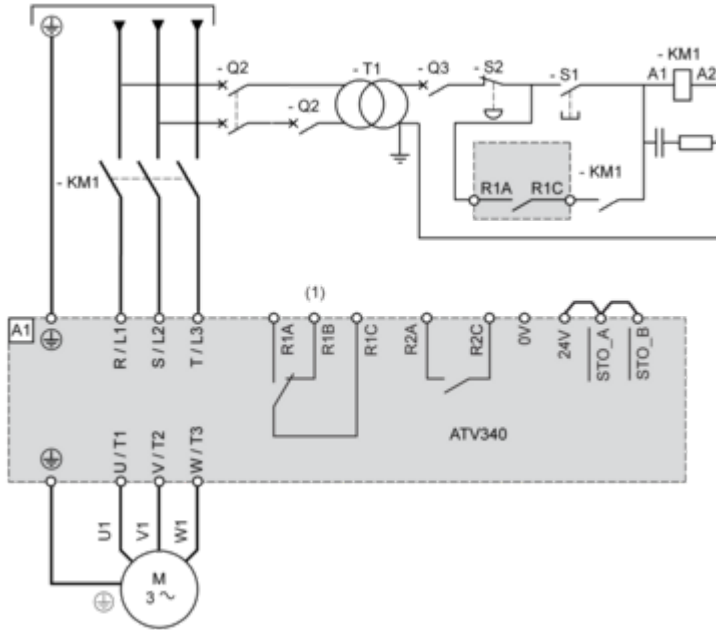 - Q2
- T1
- Q3
- S2
- S1
- KM1
A1
A2
- Q2
- KM1
R1A
R1C
- KM1
(1)
A1
R / L1
S / L2
T / L3
R1A
R1B
R1C
R2A
R2C
0V
24V
STO_A
STO_B
ATV340
U / T1
V / T2
W / T3
U1
V1
W1
M
3 ~